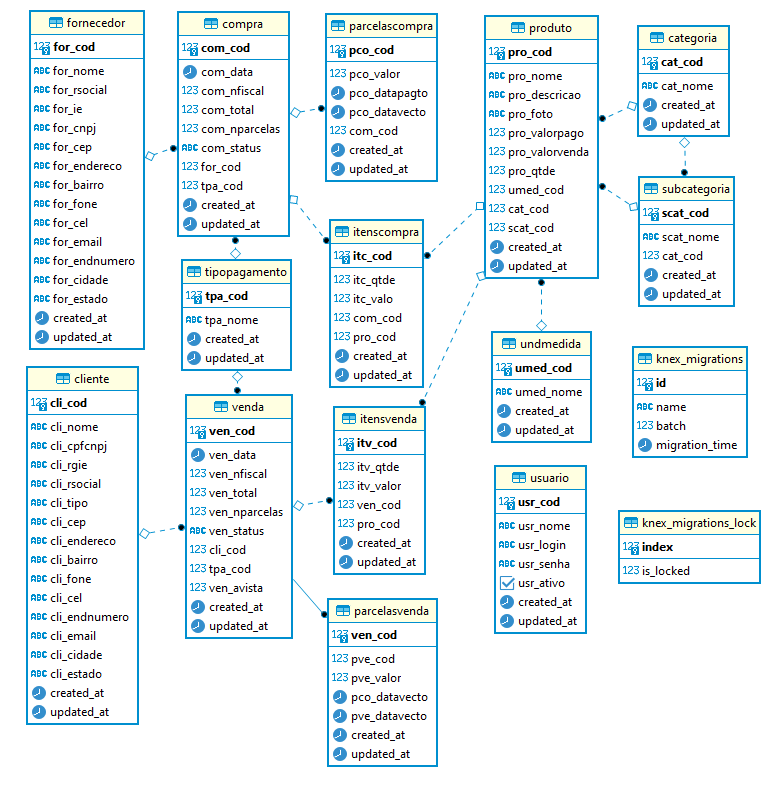 fornecedor
123 for_cod
ABC for_nome
ABC for_rsocial
ABC for_ie
ABC for_cnpj
ABC for_cep
ABC for_endereco
ABC for_bairro
ABC for_fone
ABC for_cel
ABC for_email
ABC for_endnumero
ABC for_cidade
ABC for_estado
created_at
updated_at
compra
123 com_cod
com_data
123 com_nfiscal
123 com_total
123 com_nparcelas
ABC com_status
123 for_cod
123 tpa_cod
created_at
updated_at
parcelascompra
123 pco_cod
123 pco_valor
pco_datapagto
pco_datavecto
123 com_cod
created_at
updated_at
produto
123 pro_cod
ABC pro_nome
ABC pro_descricao
ABC pro_foto
123 pro_valorpago
123 pro_valorvenda
123 pro_qtde
123 umed_cod
123 cat_cod
123 scat_cod
created_at
updated_at
categoria
123 cat_cod
ABC cat_nome
created_at
updated_at
subcategoria
123 scat_cod
ABC scat_nome
123 cat_cod
created_at
updated_at
itenscompra
123 itc_cod
123 itc_qtde
123 itc_valo
123 com_cod
123 pro_cod
created_at
updated_at
tipopagamento
123 tpa_cod
ABC tpa_nome
created_at
updated_at
undmedida
123 umed_cod
ABC umed_nome
created_at
updated_at
knex_migrations
123 id
ABC name
123 batch
migration_time
cliente
123 cli_cod
ABC cli_nome
ABC cli_cpfcnpj
ABC cli_rgie
ABC cli_rsocial
ABC cli_tipo
ABC cli_cep
ABC cli_endereco
ABC cli_bairro
ABC cli_fone
ABC cli_cel
ABC cli_endnumero
ABC cli_email
ABC cli_cidade
ABC cli_estado
created_at
updated_at
venda
123 ven_cod
ven_data
123 ven_nfiscal
123 ven_total
123 ven_nparcelas
ABC ven_status
123 cli_cod
123 tpa_cod
123 ven_avista
created_at
updated_at
itensvenda
123 itv_cod
123 itv_qtde
123 itv_valor
123 ven_cod
123 pro_cod
created_at
updated_at
usuario
123 usr_cod
ABC usr_nome
ABC usr_login
ABC usr_senha
usr_ativo
created_at
updated_at
knex_migrations_lock
123 index
123 is_locked
parcelasvenda
123 ven_cod
123 pve_cod
123 pve_valor
pco_datavecto
pve_datavecto
created_at
updated_at